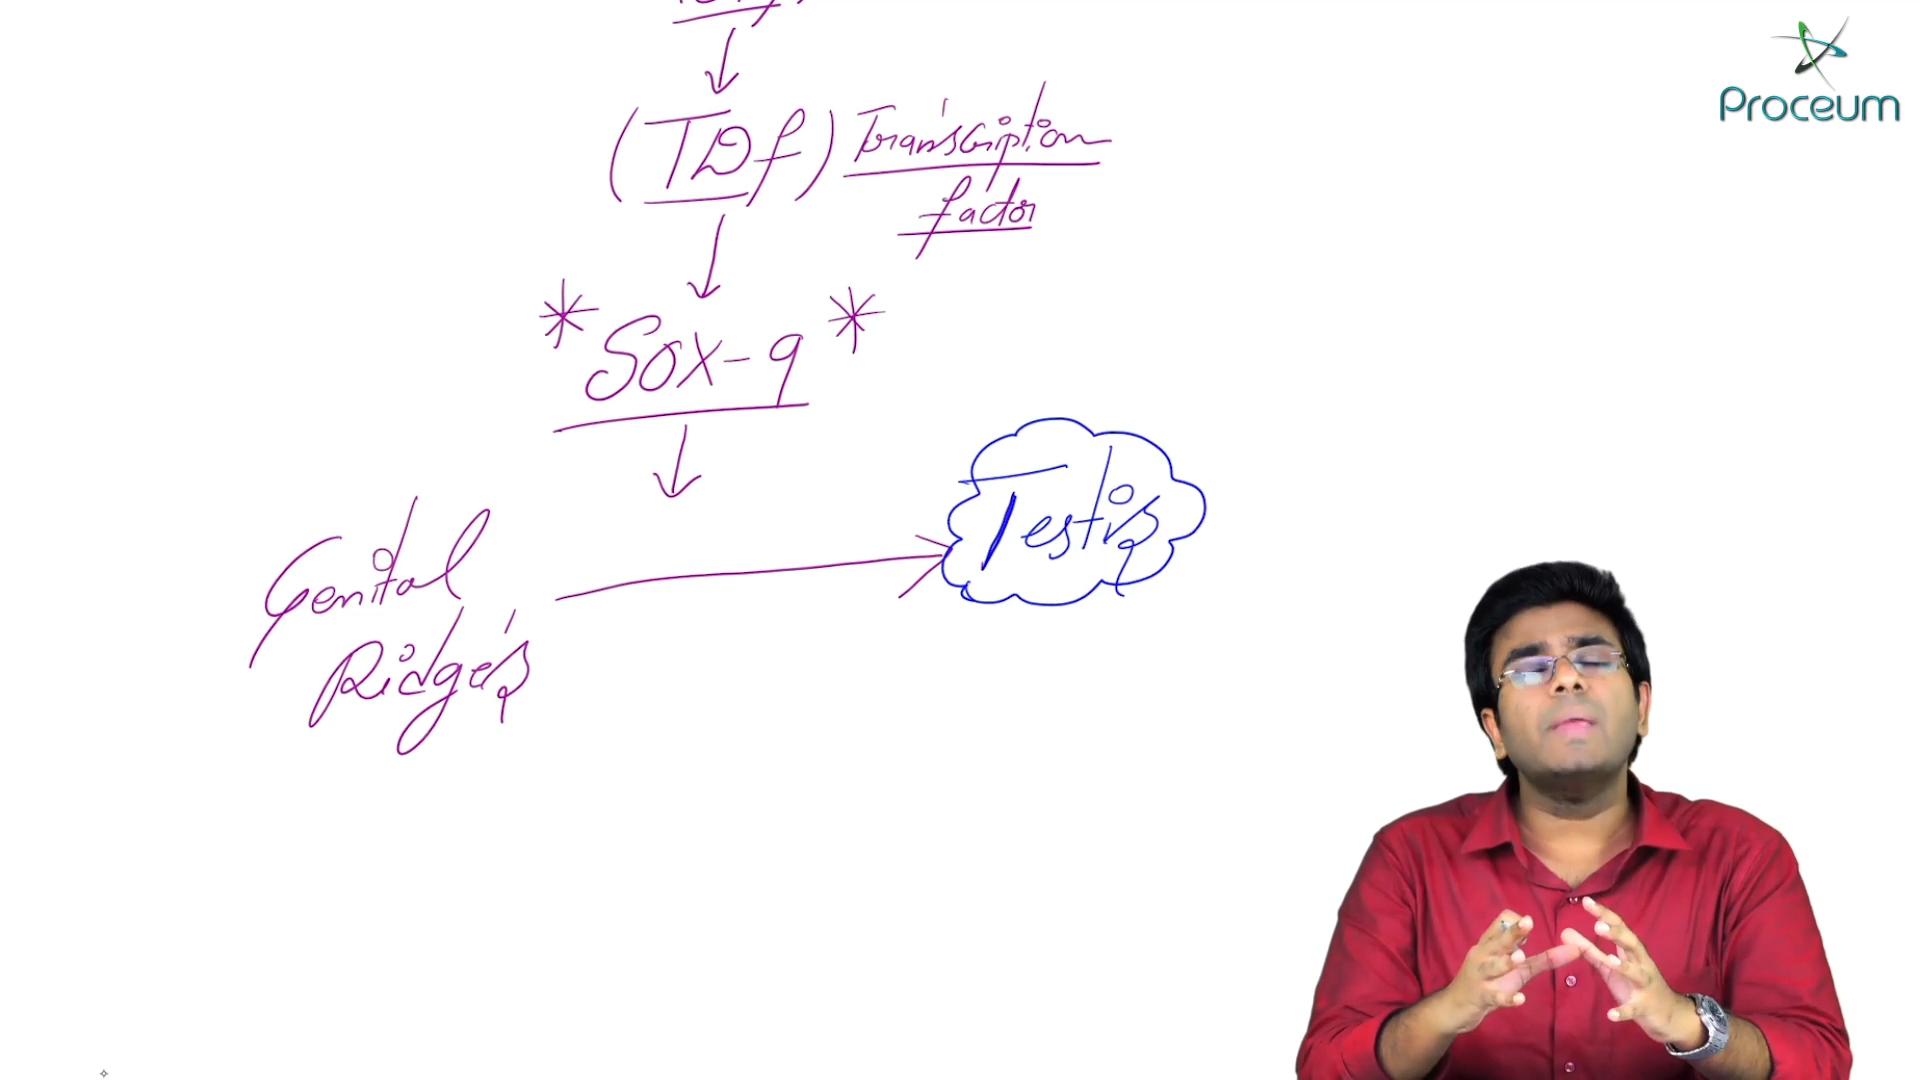 Proceum
(TDf) Transcription
factor
* Sox-9 *
Testis
Genital
Ridges